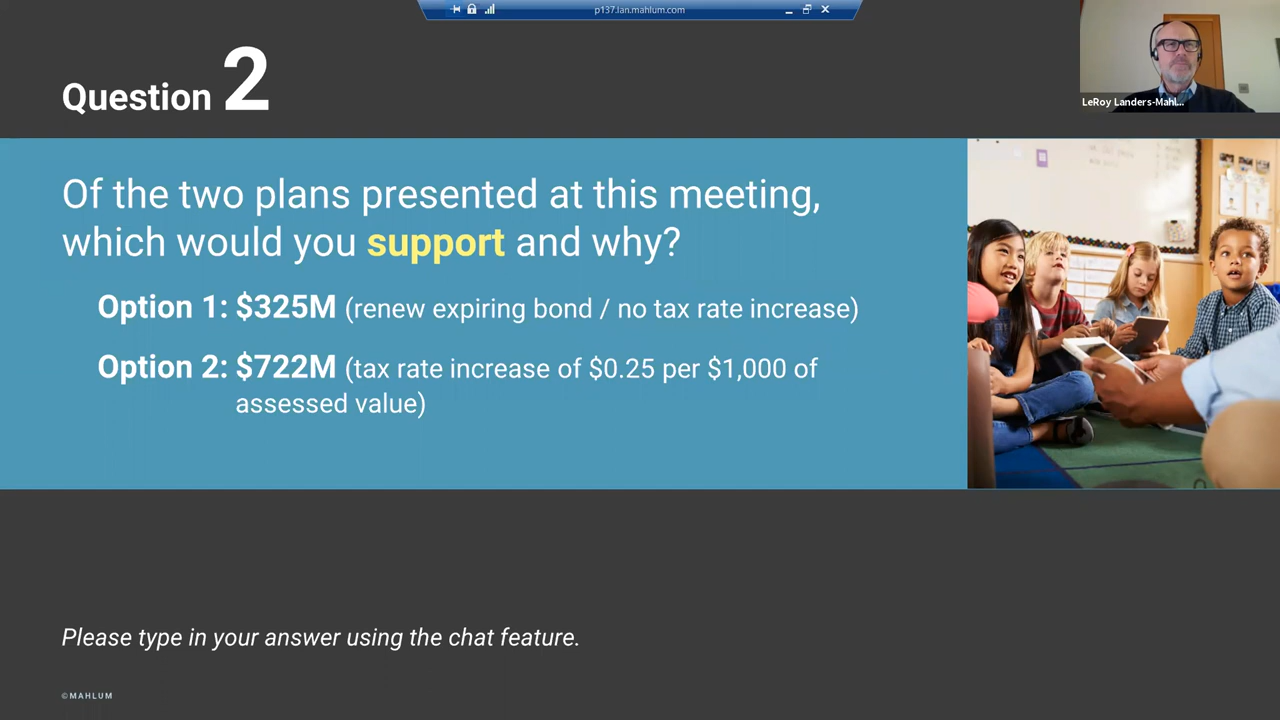 p137.lan.mahlum.com
LeRoy Landers-Mahl...
Question 2
Of the two plans presented at this meeting,
which would you support and why?
Option 1: $325M (renew expiring bond / no tax rate increase)
Option 2: $722M (tax rate increase of $0.25 per $1,000 of
assessed value)
Please type in your answer using the chat feature.
©MAHLUM